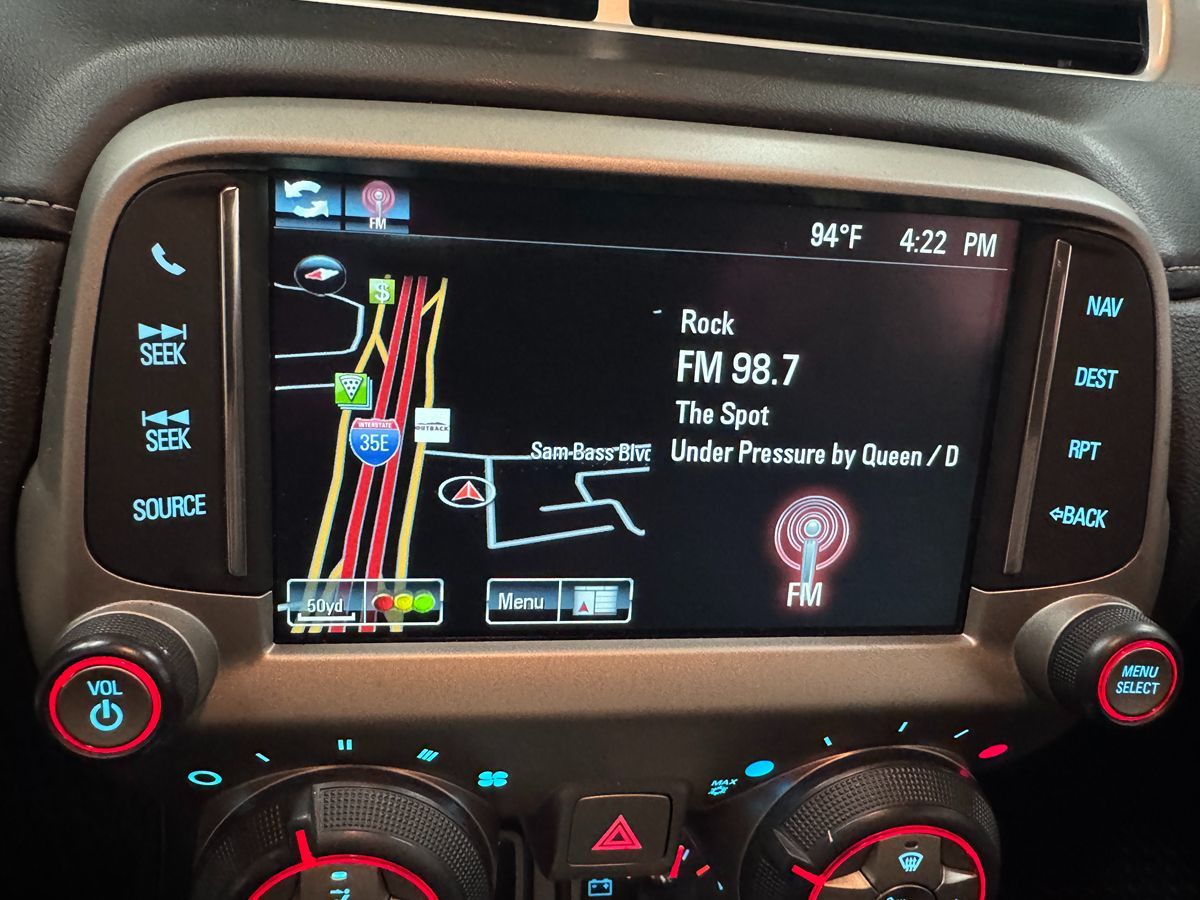 FM
94°F 4:22 PM
SEEK
SEEK
SOURCE
VOL
$
INTERSTATE
35E
OUTBACK
Sam Bass Blvd
50yd
Menu
Rock
FM 98.7
The Spot
Under Pressure by Queen / D
FM
NAV
DEST
RPT
BACK
MENU
SELECT
MAX